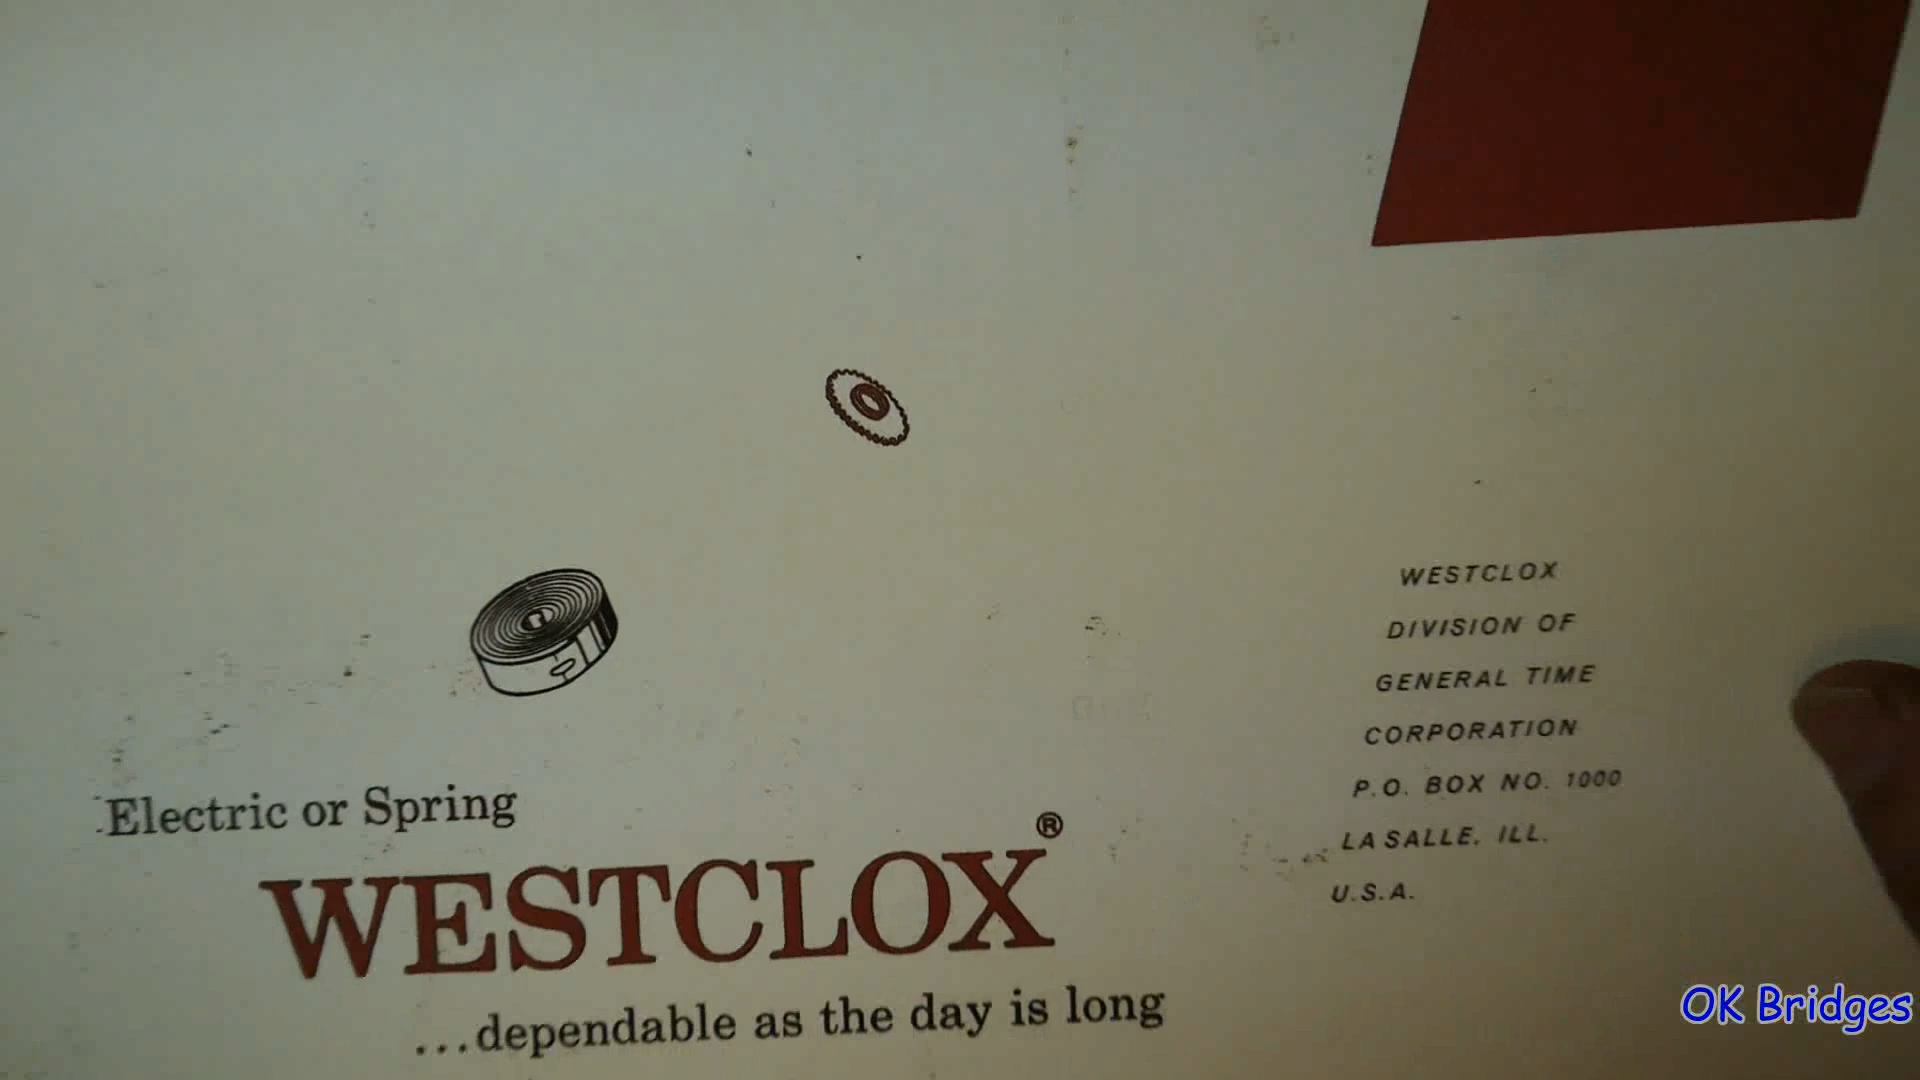 Electric or Spring
WESTCLOX®
...dependable as the day is long
WESTCLOX
DIVISION OF
GENERAL TIME
CORPORATION
P.O. BOX NO. 1000
LA SALLE, ILL.
U.S.A.
OK Bridges